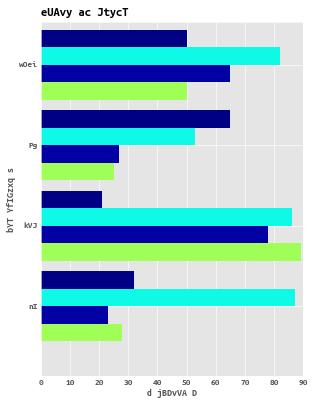 eUAvy ac JtycT
wOei
Pg
kVJ
nI
bYT YfIGzxq s
0 10 20 30 40 50 60 70 80 90
d jBDvVA D